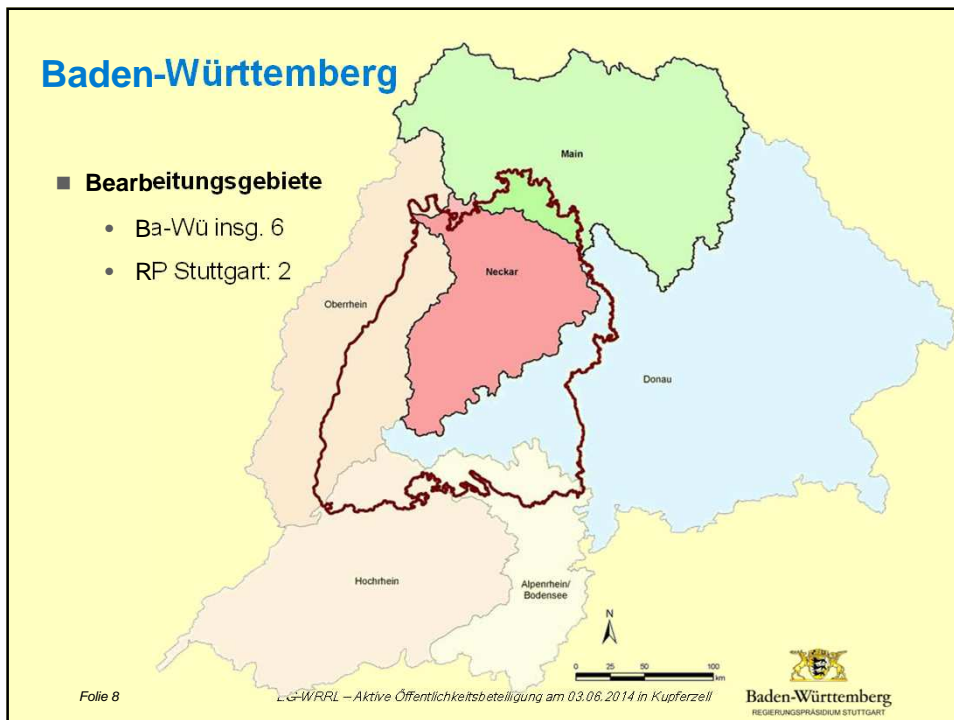 Baden-Württemberg
■ Bearbeitungsgebiete
• Ba-Wü insg. 6
• RP Stuttgart: 2
Main
Neckar
Oberrhein
Donau
Hochrhein
Alpenrhein/
Bodensee
N
0 25 50 100
km
Folie 8
EG-WRRL – Aktive Öffentlichkeitsbeteiligung am 03.06.2014 in Kupferzell
Baden-Württemberg
REGIERUNGSPRÄSIDIUM STUTTGART